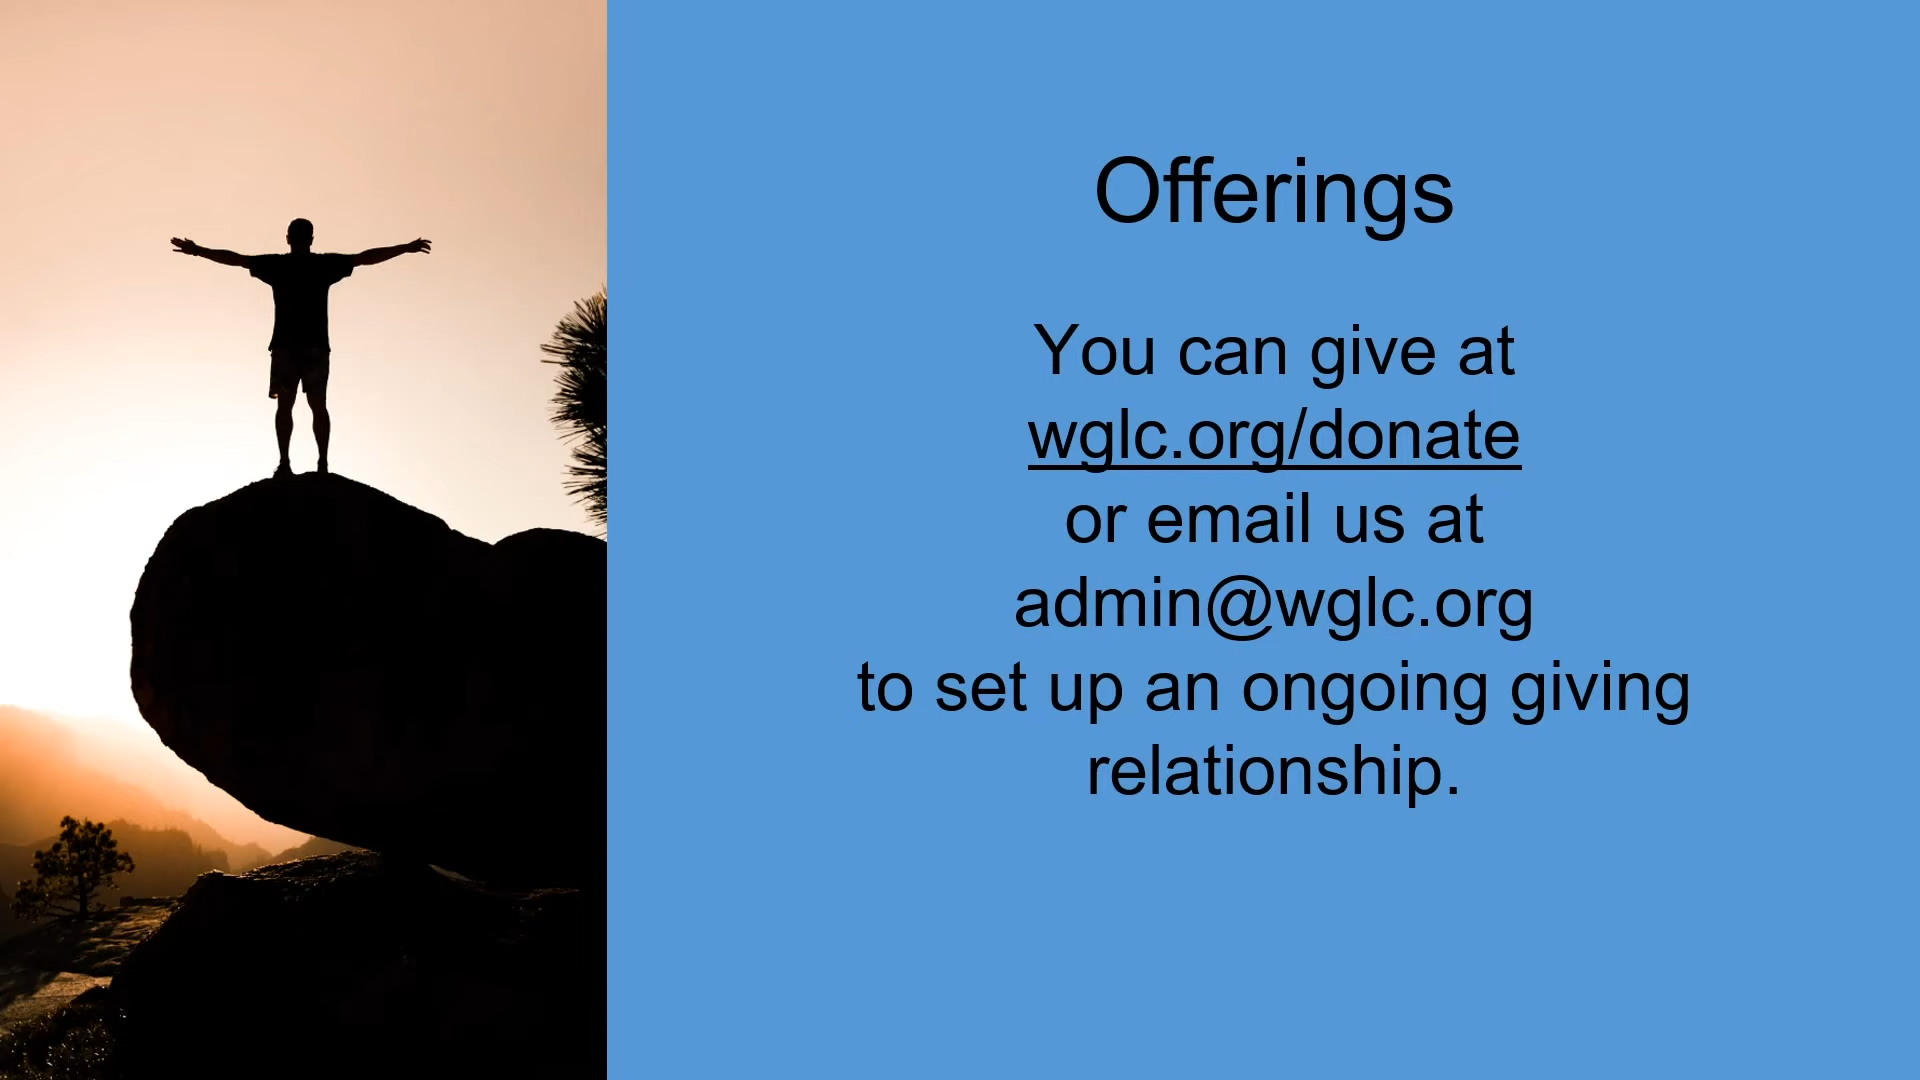 Offerings
You can give at
wglc.org/donate
or email us at
admin@wglc.org
to set up an ongoing giving
relationship.